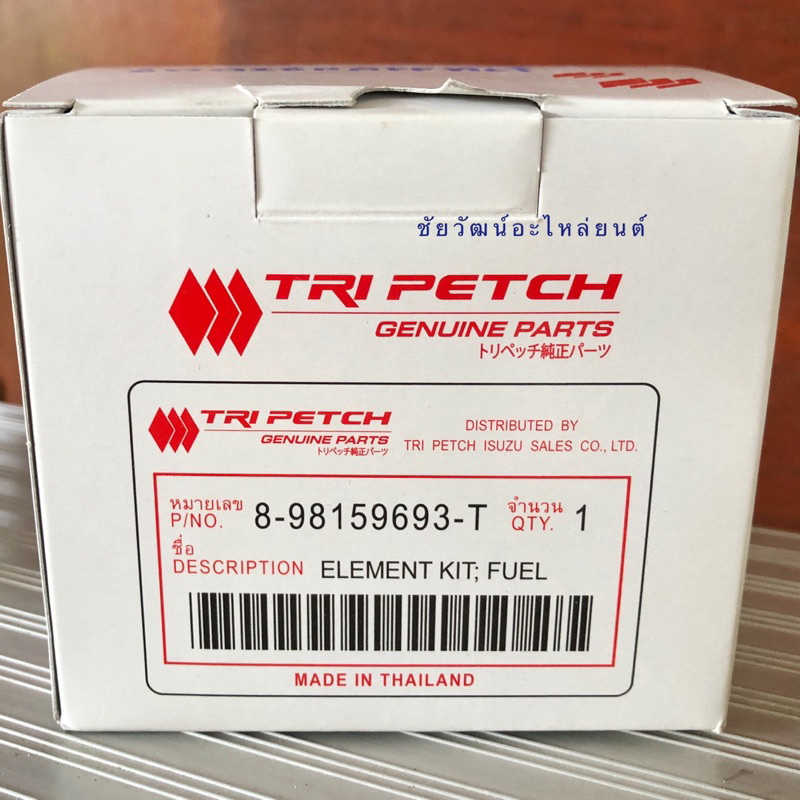 ชัยวัฒน์อะไหล่ยนต์
TRI PETCH
GENUINE PARTS
トリペッチ純正パーツ
TRI PETCH
GENUINE PARTS
トリペッチ純正パーツ
DISTRIBUTED BY
TRI PETCH ISUZU SALES CO., LTD.
หมายเลข
P/NO. 8-98159693-T
จำนวน
QTY. 1
ชื่อ
DESCRIPTION ELEMENT KIT; FUEL
MADE IN THAILAND